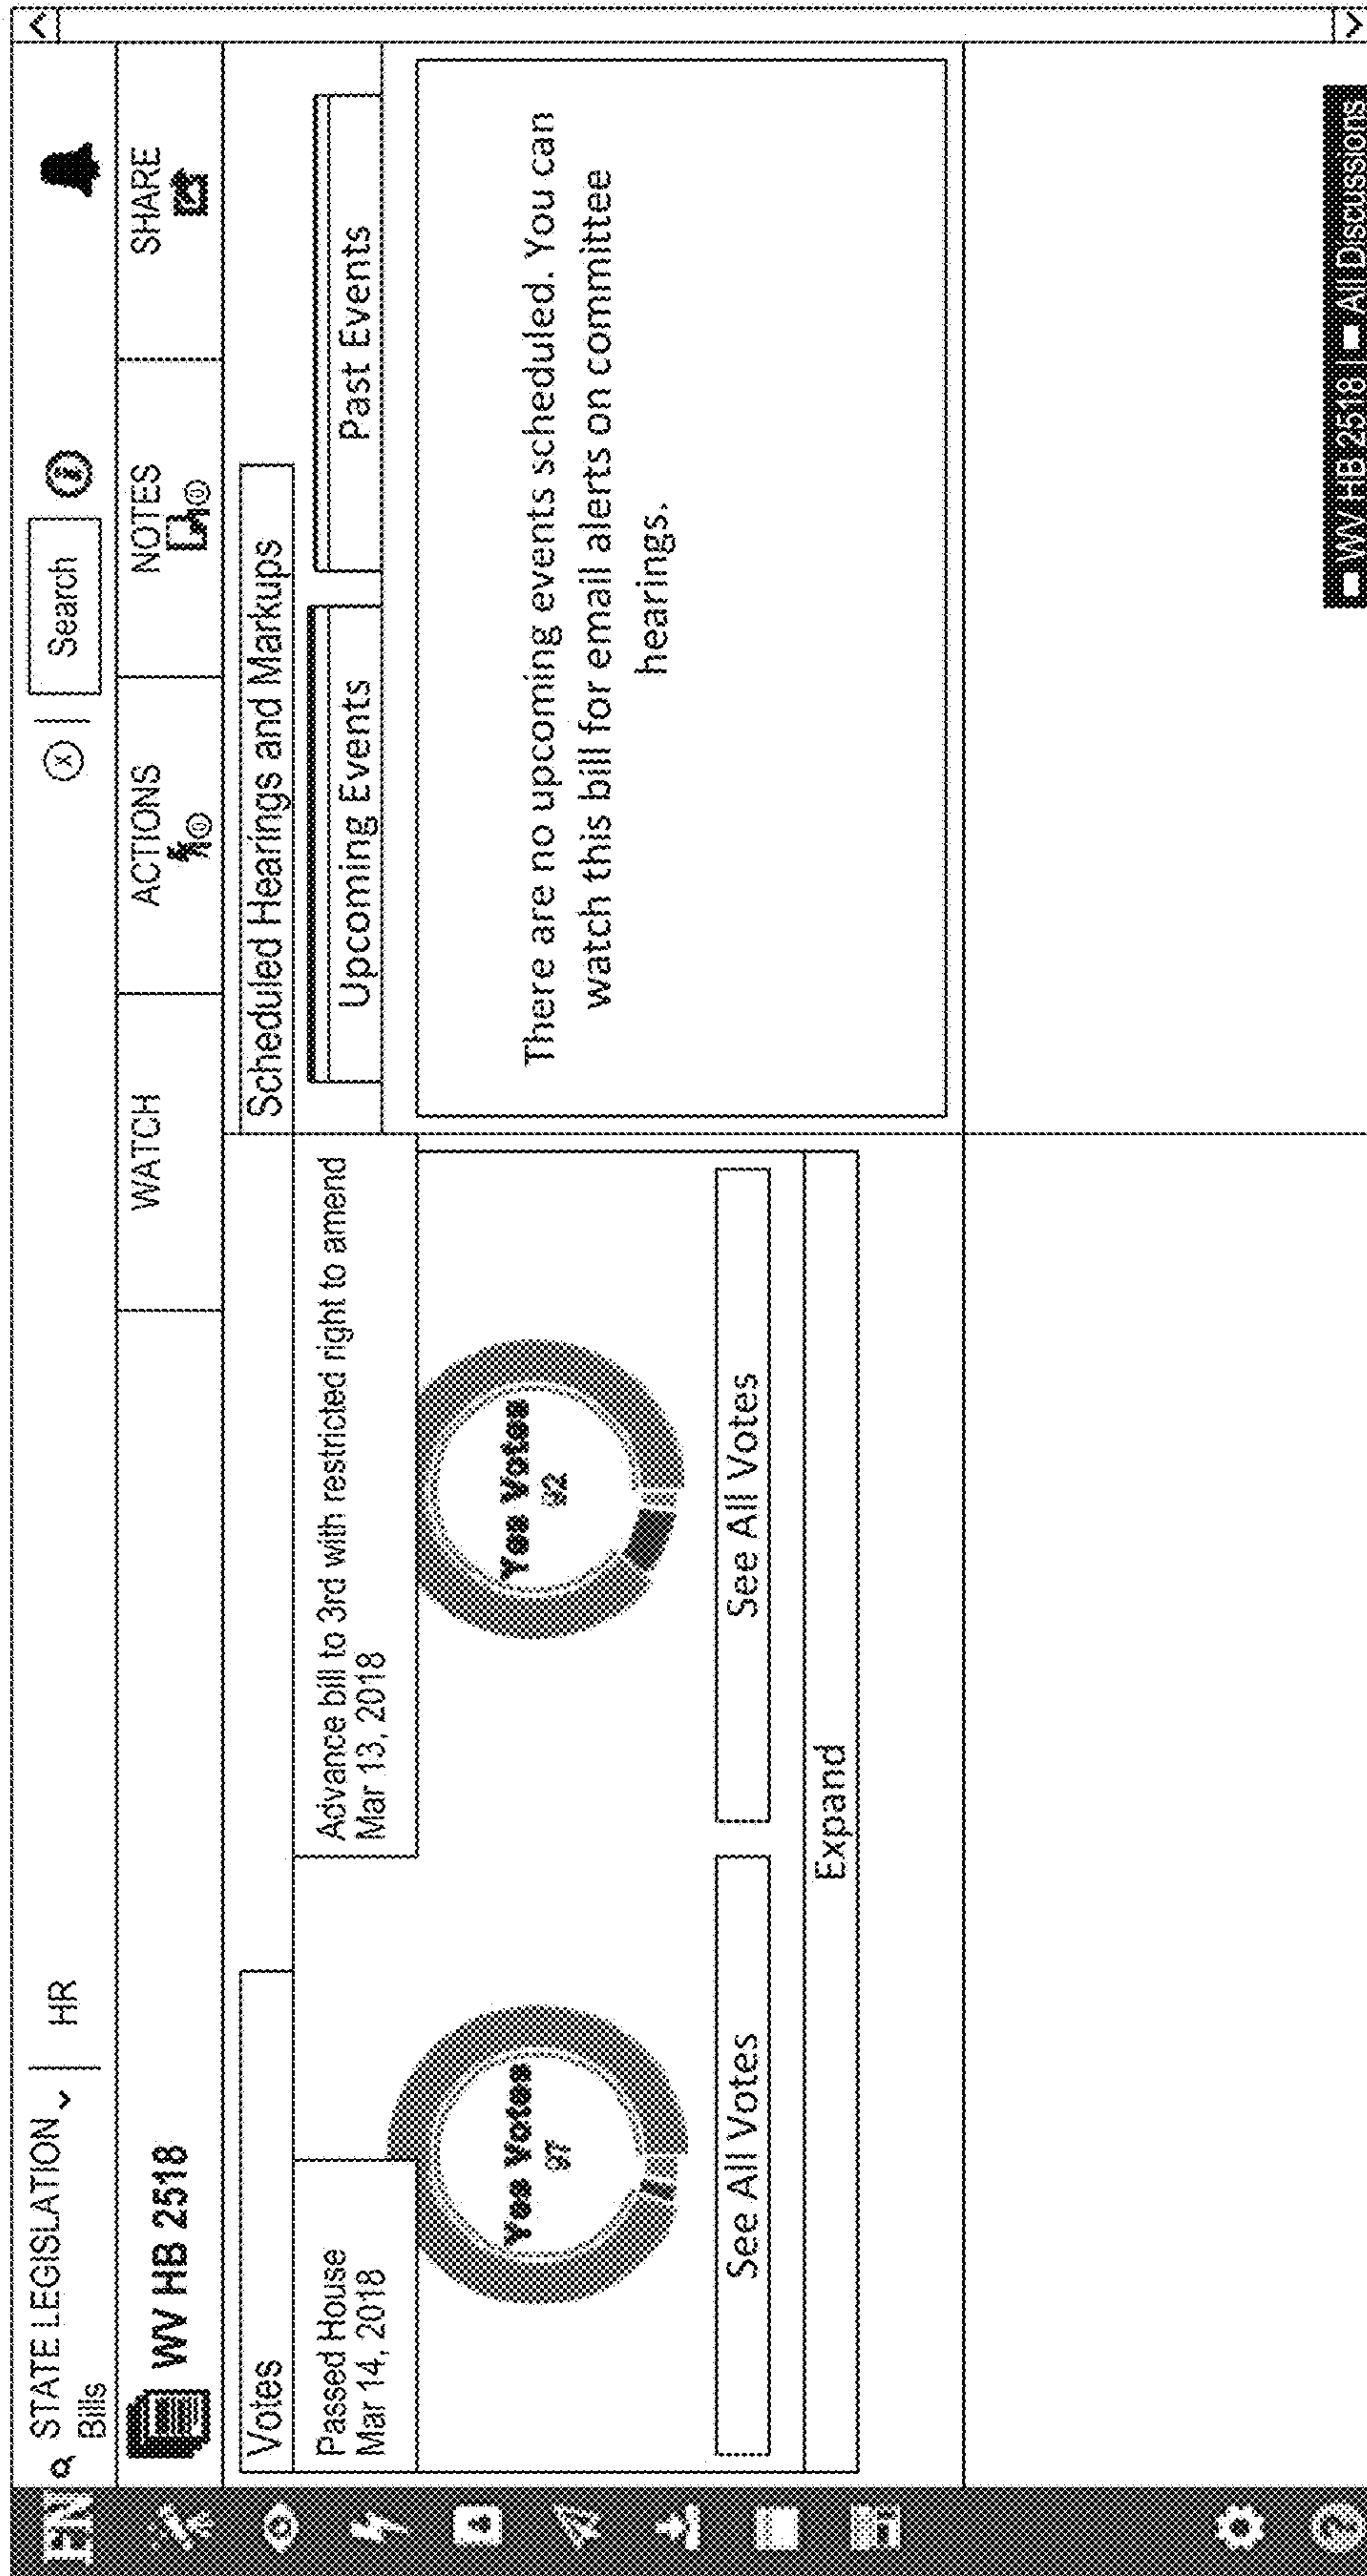 FN
STATE LEGISLATION
HR
Search
Bills
WV HB 2518
WATCH
ACTIONS
NOTES
SHARE
Votes
Scheduled Hearings and Markups
Passed House
Mar 14, 2018
Advance bill to 3rd with restricted right to amend
Mar 13, 2018
Upcoming Events
Past Events
Yes Votes
97
Yes Votes
92
There are no upcoming events scheduled. You can
watch this bill for email alerts on committee
hearings.
See All Votes
See All Votes
Expand
WV HB 2518 | All Discussions